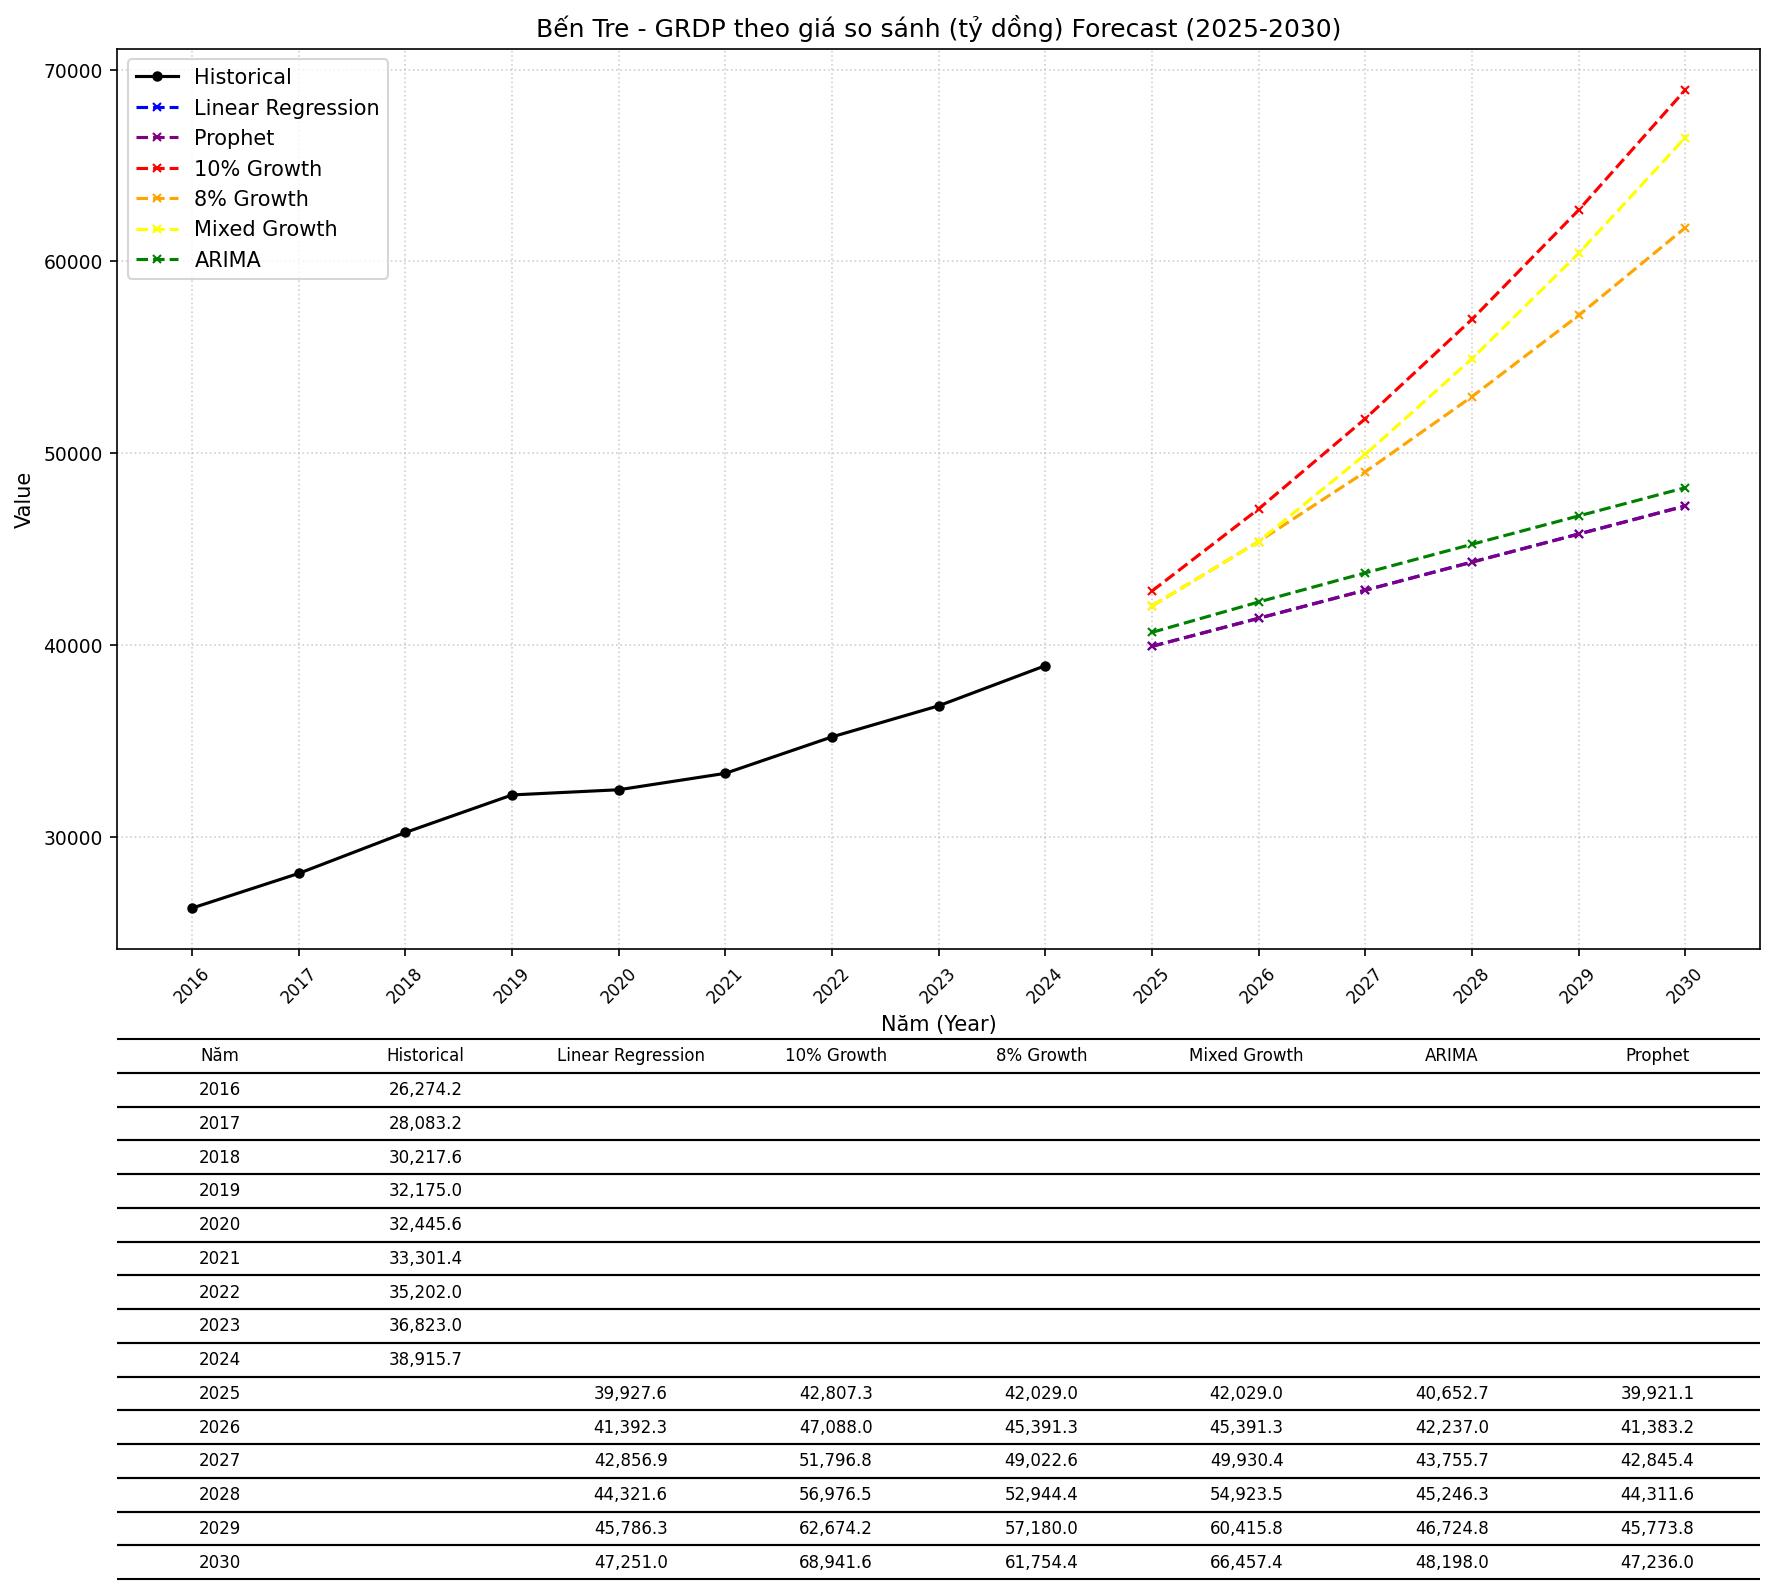 Bến Tre - GRDP theo giá so sánh (tỷ đồng) Forecast (2025-2030)
Value
70000
60000
50000
40000
30000
Historical
Linear Regression
Prophet
10% Growth
8% Growth
Mixed Growth
ARIMA
2016 2017 2018 2019 2020 2021 2022 2023 2024 2025 2026 2027 2028 2029 2030
Năm (Year)
Năm Historical Linear Regression 10% Growth 8% Growth Mixed Growth ARIMA Prophet
2016 26,274.2
2017 28,083.2
2018 30,217.6
2019 32,175.0
2020 32,445.6
2021 33,301.4
2022 35,202.0
2023 36,823.0
2024 38,915.7
2025 39,927.6 42,807.3 42,029.0 42,029.0 40,652.7 39,921.1
2026 41,392.3 47,088.0 45,391.3 45,391.3 42,237.0 41,383.2
2027 42,856.9 51,796.8 49,022.6 49,930.4 43,755.7 42,845.4
2028 44,321.6 56,976.5 52,944.4 54,923.5 45,246.3 44,311.6
2029 45,786.3 62,674.2 57,180.0 60,415.8 46,724.8 45,773.8
2030 47,251.0 68,941.6 61,754.4 66,457.4 48,198.0 47,236.0